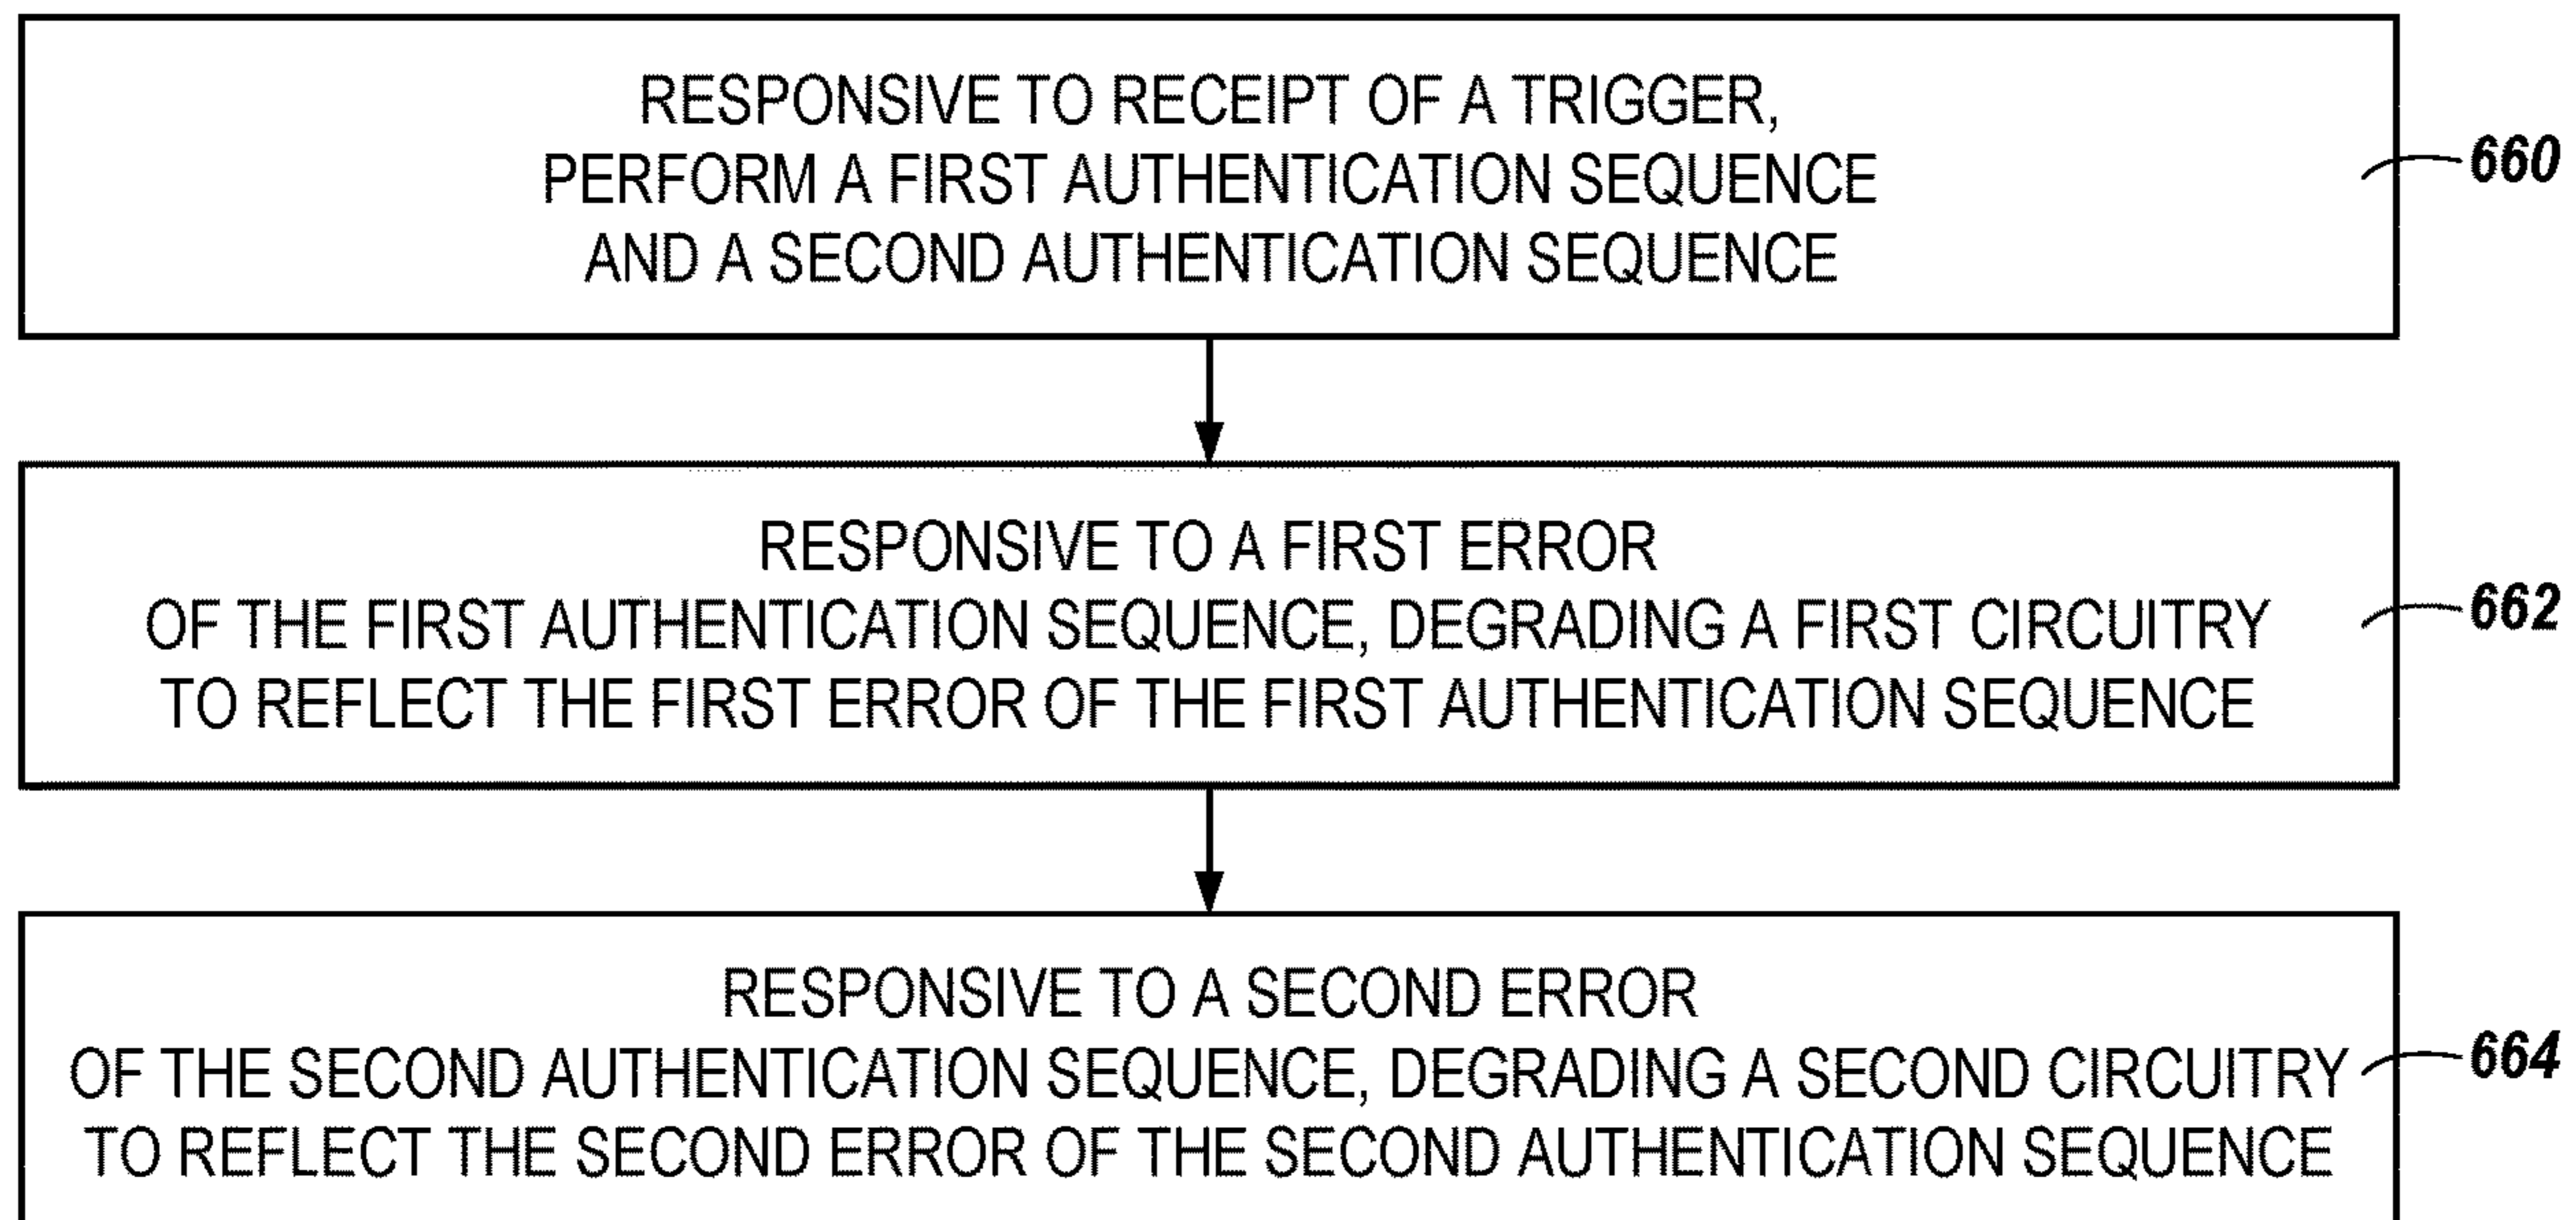 RESPONSIVE TO RECEIPT OF A TRIGGER,
PERFORM A FIRST AUTHENTICATION SEQUENCE
AND A SECOND AUTHENTICATION SEQUENCE
660
RESPONSIVE TO A FIRST ERROR
OF THE FIRST AUTHENTICATION SEQUENCE, DEGRADING A FIRST CIRCUITRY
TO REFLECT THE FIRST ERROR OF THE FIRST AUTHENTICATION SEQUENCE
662
RESPONSIVE TO A SECOND ERROR
OF THE SECOND AUTHENTICATION SEQUENCE, DEGRADING A SECOND CIRCUITRY
TO REFLECT THE SECOND ERROR OF THE SECOND AUTHENTICATION SEQUENCE
664